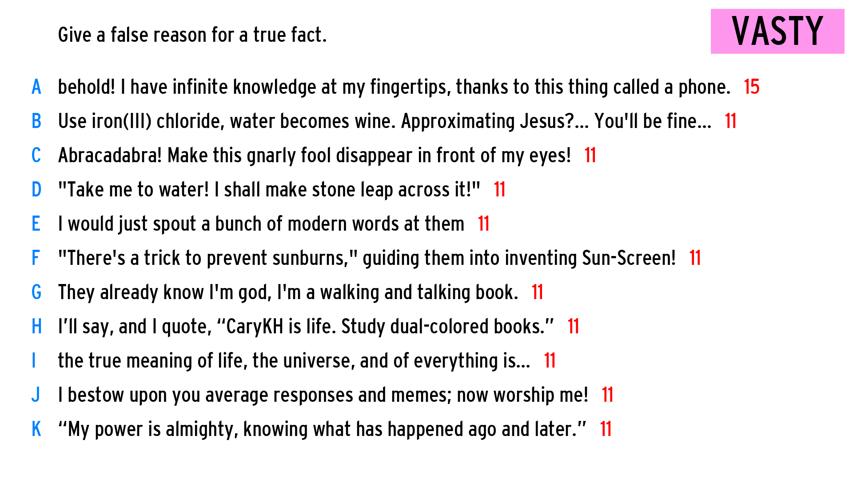 Give a false reason for a true fact.
VASTY
A behold! I have infinite knowledge at my fingertips, thanks to this thing called a phone. 15
B Use iron(III) chloride, water becomes wine. Approximating Jesus?... You'll be fine... 11
C Abracadabra! Make this gnarly fool disappear in front of my eyes! 11
D "Take me to water! I shall make stone leap across it!" 11
E I would just spout a bunch of modern words at them 11
F "There's a trick to prevent sunburns," guiding them into inventing Sun-Screen! 11
G They already know I'm god, I'm a walking and talking book. 11
H I’ll say, and I quote, “CaryKH is life. Study dual-colored books.” 11
I the true meaning of life, the universe, and of everything is... 11
J I bestow upon you average responses and memes; now worship me! 11
K “My power is almighty, knowing what has happened ago and later.” 11